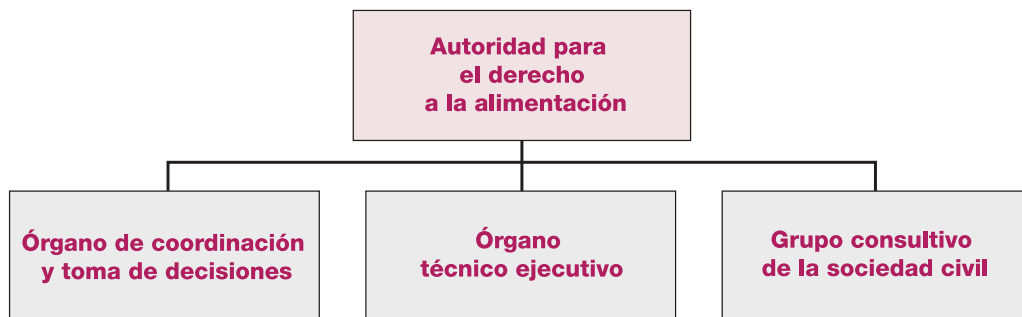 Autoridad para
el derecho
a la alimentación
Órgano de coordinación
y toma de decisiones
Órgano
técnico ejecutivo
Grupo consultivo
de la sociedad civil